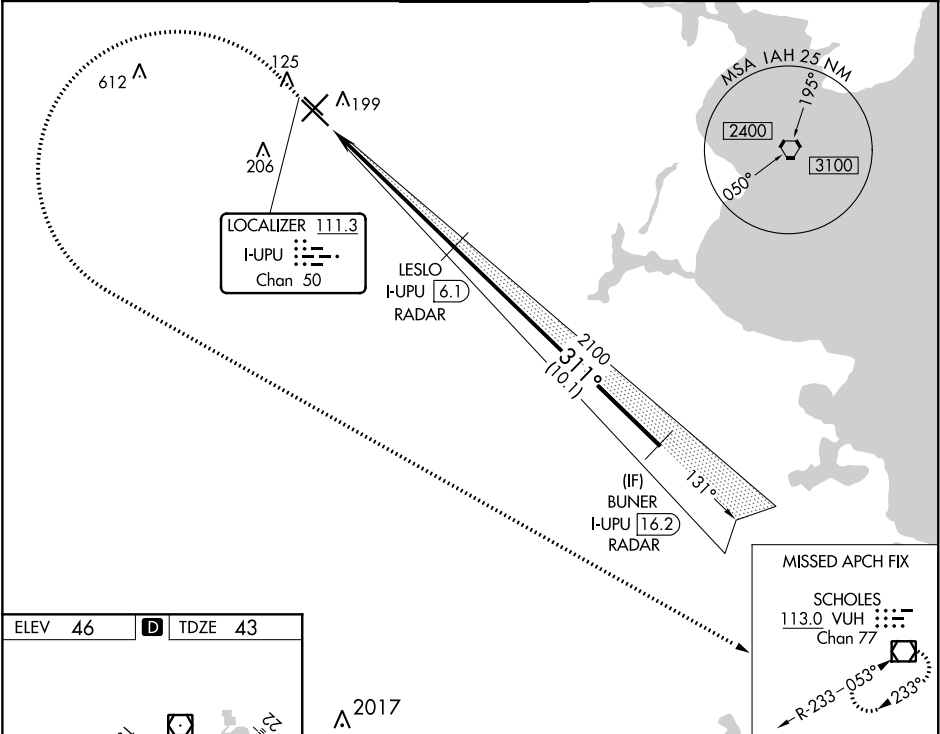 612
125
199
206
LOCALIZER 111.3
I-UPU
Chan 50
MSA IAH 25 NM
195°
2400
3100
050°
LESLO
I-UPU 6.1
RADAR
2100
311°
(10.1)
131°
(IF)
BUNER
I-UPU 16.2
RADAR
MISSED APCH FIX
SCHOLES
113.0 VUH
Chan 77
R-233
053°
233°
ELEV 46 D TDZE 43
22
2017